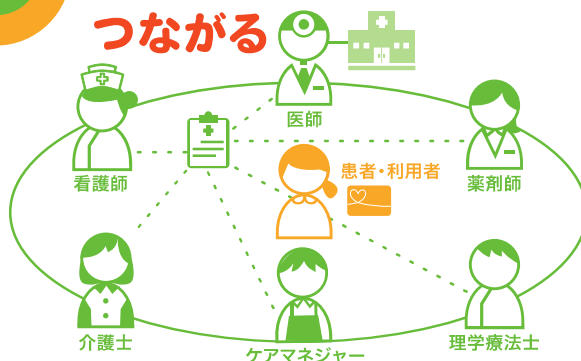 つながる
医師
看護師
患者・利用者
薬剤師
介護士
ケアマネジャー
理学療法士